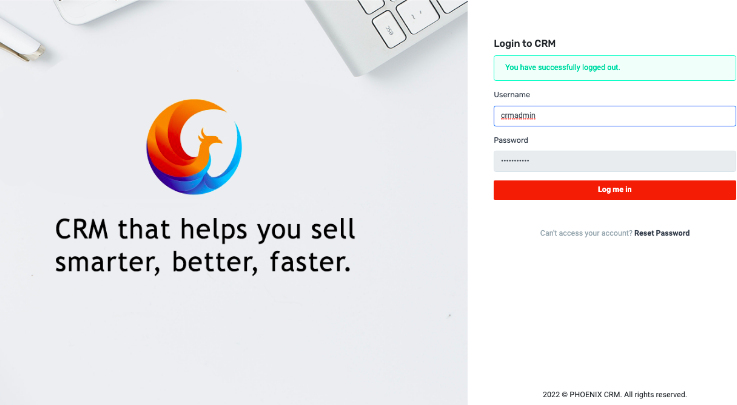 CRM that helps you sell
smarter, better, faster.
Login to CRM
You have successfully logged out.
Username
crmadmin
Password
•••••••••••
Log me in
Can't access your account? Reset Password
2022 © PHOENIX CRM. All rights reserved.